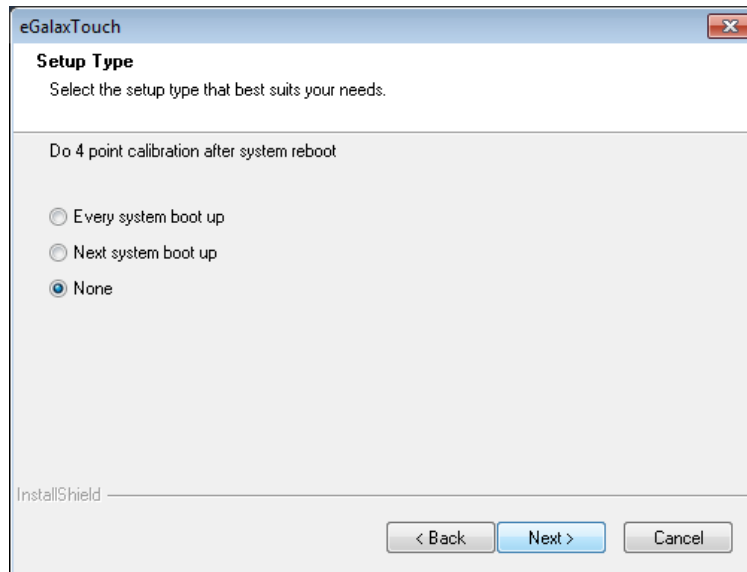 eGalaxTouch
Setup Type
Select the setup type that best suits your needs.
Do 4 point calibration after system reboot
Every system boot up
Next system boot up
None
InstallShield
< Back Next > Cancel